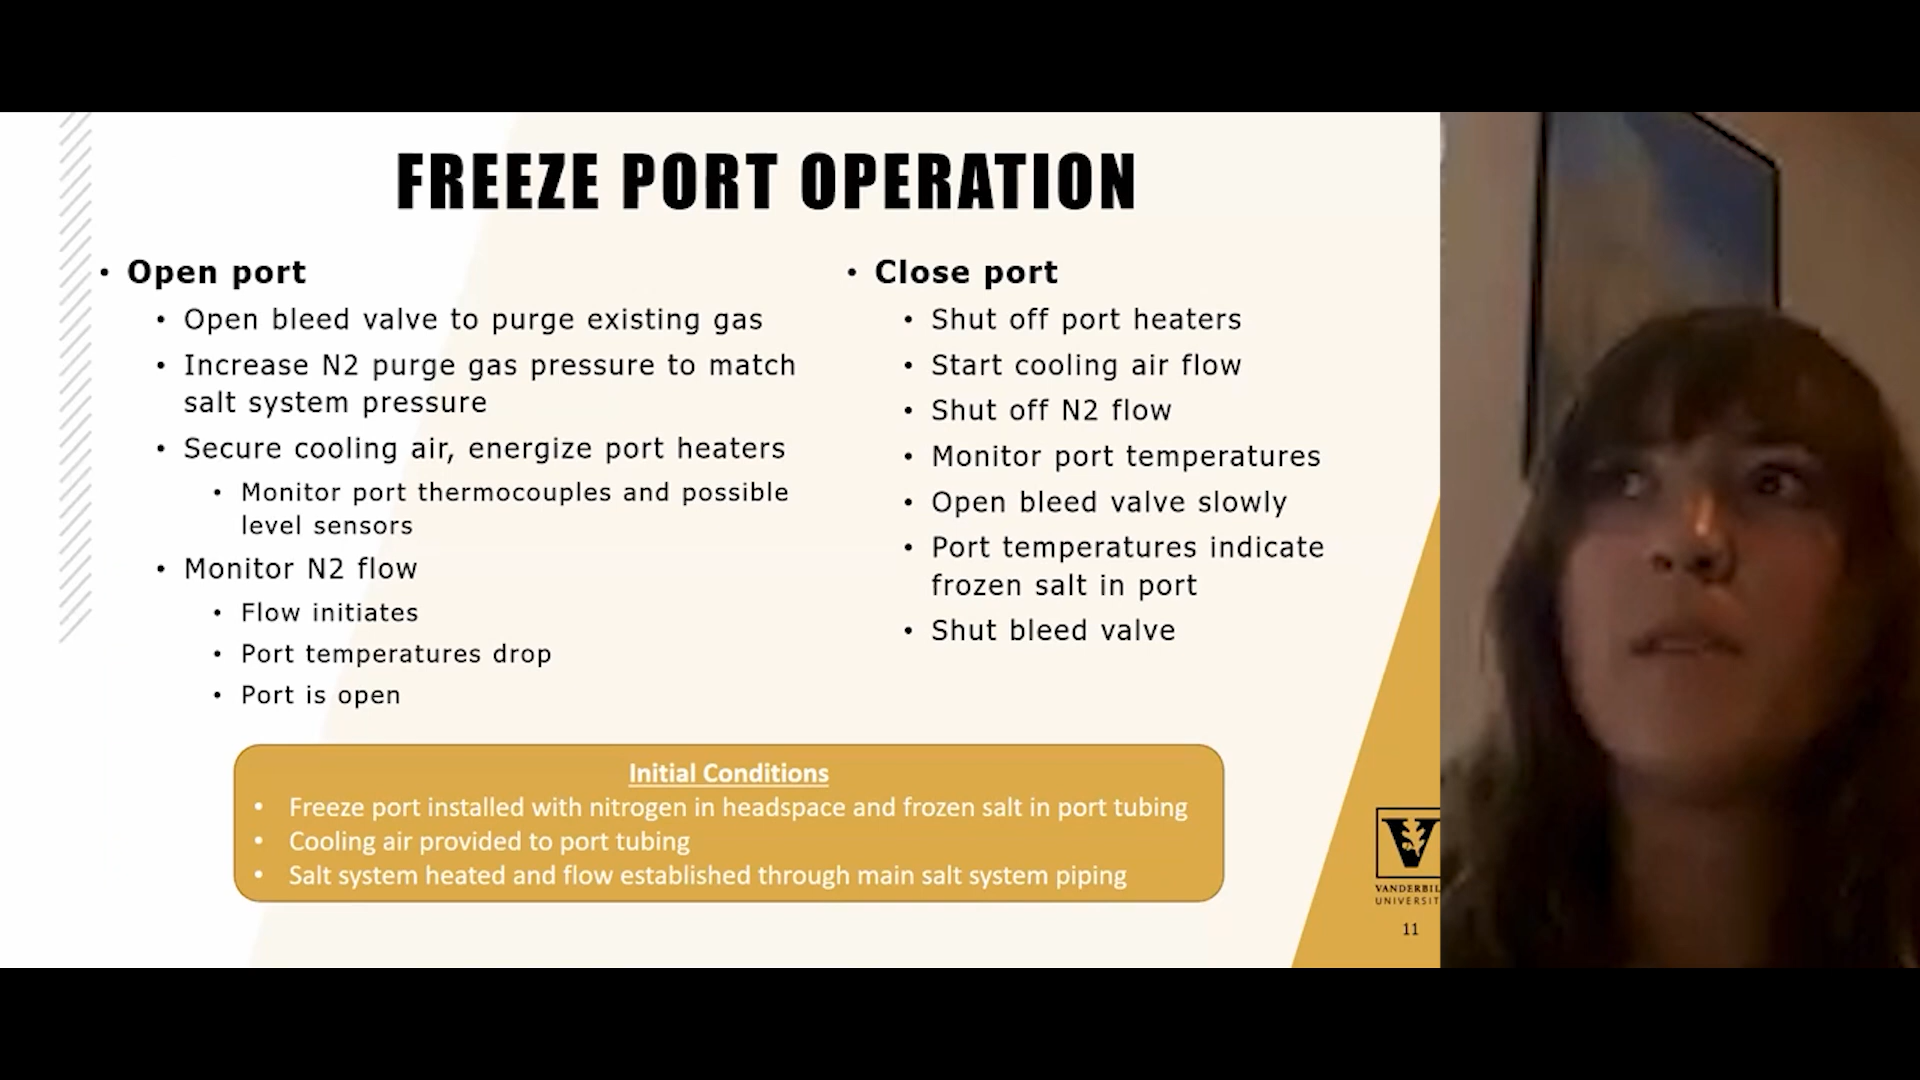 FREEZE PORT OPERATION
• Open port
• Open bleed valve to purge existing gas
• Increase N2 purge gas pressure to match
salt system pressure
• Secure cooling air, energize port heaters
• Monitor port thermocouples and possible
level sensors
• Monitor N2 flow
• Flow initiates
• Port temperatures drop
• Port is open
• Close port
• Shut off port heaters
• Start cooling air flow
• Shut off N2 flow
• Monitor port temperatures
• Open bleed valve slowly
• Port temperatures indicate
frozen salt in port
• Shut bleed valve
Initial Conditions
• Freeze port installed with nitrogen in headspace and frozen salt in port tubing
• Cooling air provided to port tubing
• Salt system heated and flow established through main salt system piping
V
VANDERBIL
UNIVERSIT
11